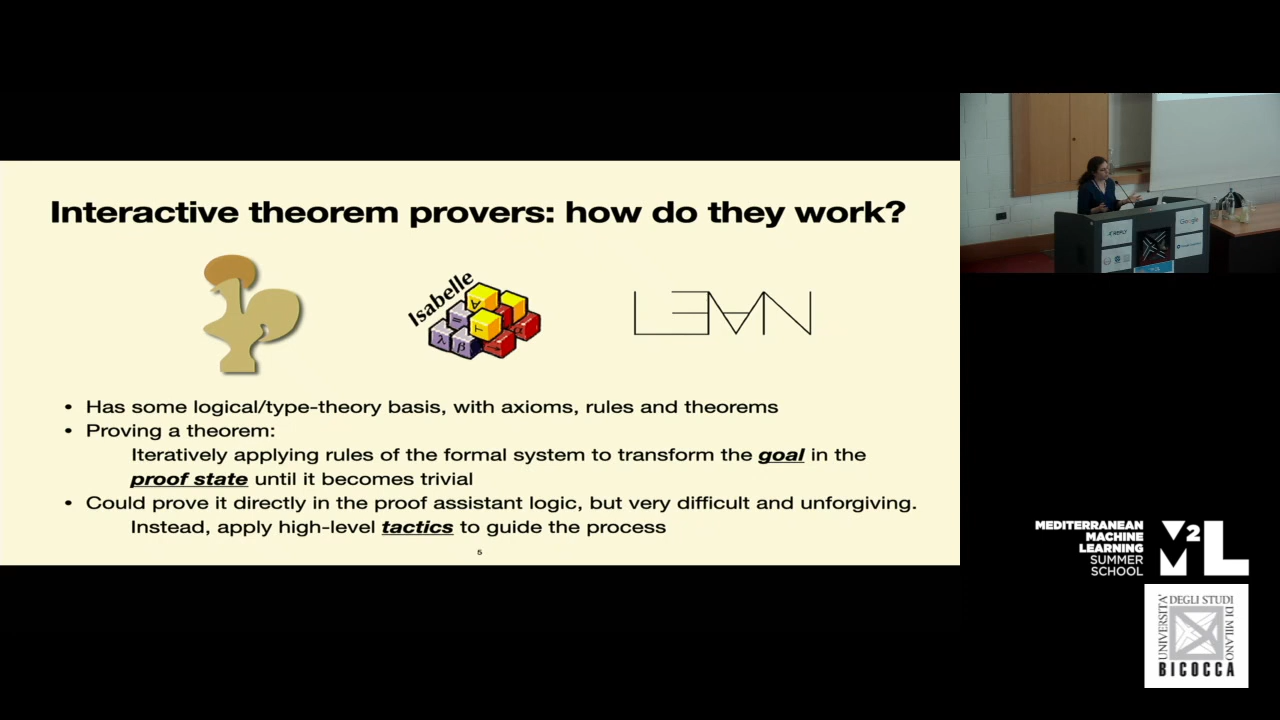 Interactive theorem provers: how do they work?
Isabelle
∀
=
λ
β
α
→
LEAN
• Has some logical/type-theory basis, with axioms, rules and theorems
• Proving a theorem:
Iteratively applying rules of the formal system to transform the goal in the
proof state until it becomes trivial
• Could prove it directly in the proof assistant logic, but very difficult and unforgiving.
Instead, apply high-level tactics to guide the process
5
Google
MEDITERRANEAN
MACHINE
LEARNING
SUMMER
SCHOOL
M2L
UNIVERSITA'
DEGLI STUDI
DI MILANO
BICOCCA